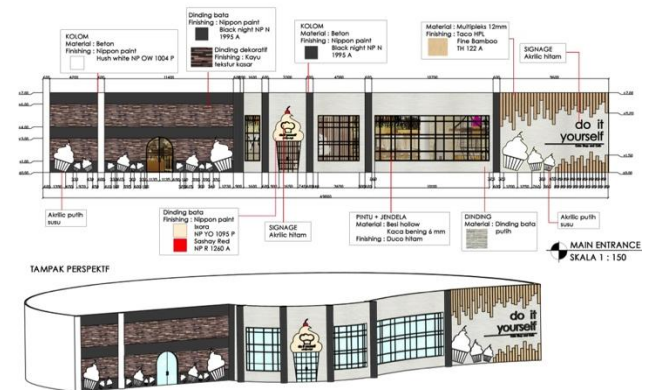 KOLOM
Material : Beton
Finishing : Nippon paint
Hush white NP OW 1004 P
Dinding bata
Finishing : Nippon paint
Black night NP N
1995 A
Dinding dekoratif
Finishing : Kayu
tekstur kasar
KOLOM
Material : Beton
Finishing : Nippon paint
Black night NP N
1995 A
Material : Multipleks 12mm
Finishing : Taco HPL
Fine Bamboo
TH 122 A
SIGNAGE
Akrilic hitam
do it
yourself
Akrilic putih
susu
Dinding bata
Finishing : Nippon paint
Isora
NP YO 1095 P
Sashay Red
NP R 1260 A
SIGNAGE
Akrilic hitam
PINTU + JENDELA
Material : Besi hollow
Kaca bening 6 mm
Finishing : Duco hitam
DINDING
Material : Dinding bata
putih
Akrilic putih
susu
MAIN ENTRANCE
SKALA 1 : 150
TAMPAK PERSPEKTF
do it
yourself